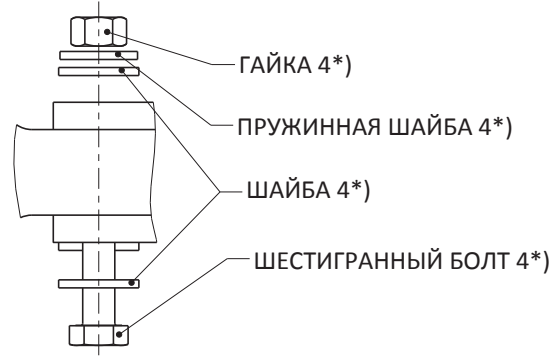 ГАЙКА 4*)
ПРУЖИННАЯ ШАЙБА 4*)
ШАЙБА 4*)
ШЕСТИГРАННЫЙ БОЛТ 4*)